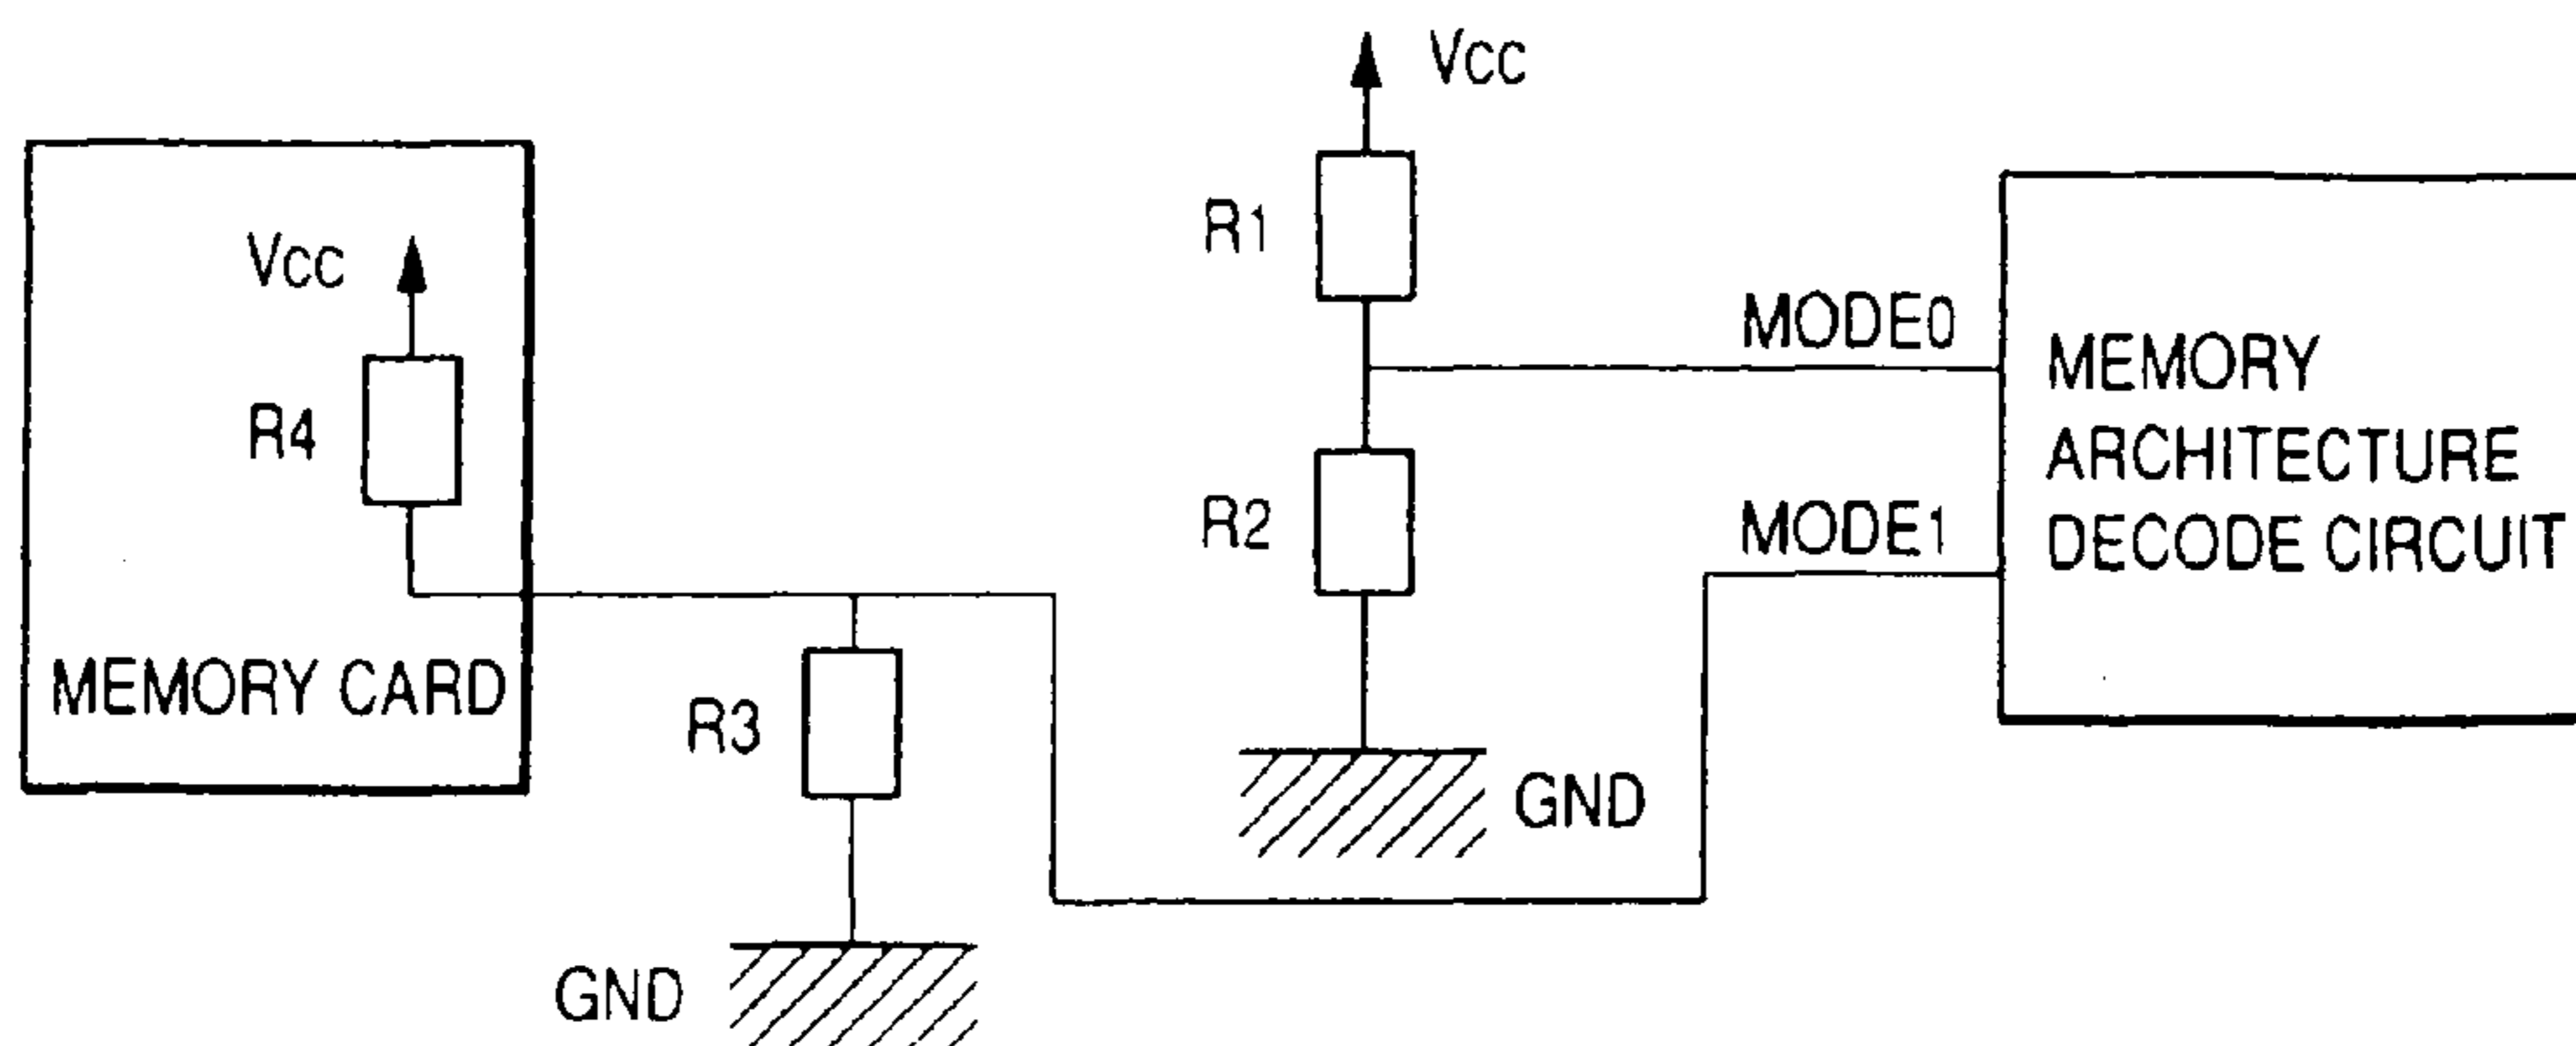 Vcc
R1
Vcc
MODE0
R4
MEMORY
ARCHITECTURE
DECODE CIRCUIT
R2
MODE1
MEMORY CARD
R3
GND
GND